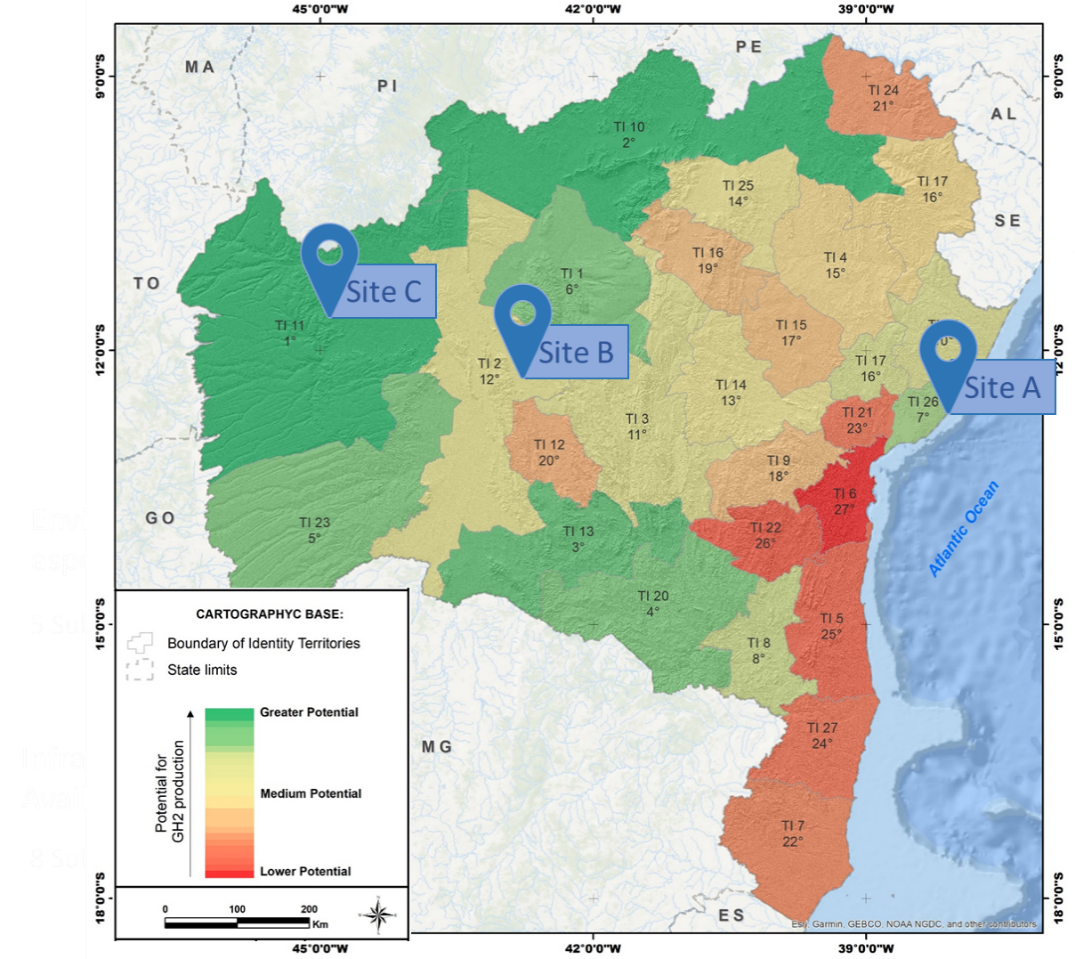 45°0'0"W 42°0'0"W 39°0'0"W
9°0'0"S
9°0'0"S
12°0'0"S
12°0'0"S
15°0'0"S
15°0'0"S
18°0'0"S
18°0'0"S
MA
PI
PE
AL
SE
TO
GO
MG
ES
TI 24
21°
TI 10
2°
TI 25
14°
TI 17
16°
TI 16
19°
TI 4
15°
TI 1
6°
Site C
TI 11
1°
TI 15
17°
Site B
TI 2
12°
TI 17
16°
Site A
TI 14
13°
TI 26
7°
TI 3
11°
TI 21
23°
TI 12
20°
TI 9
18°
TI 6
27°
TI 23
5°
TI 13
3°
TI 22
26°
Atlantic Ocean
TI 20
4°
TI 5
25°
TI 8
8°
TI 27
24°
TI 7
22°
CARTOGRAPHYC BASE:
Boundary of Identity Territories
State limits
Potential for
GH2 production
Greater Potential
Medium Potential
Lower Potential
0 100 200
Km
Esri, Garmin, GEBCO, NOAA NGDC, and other contributors
45°0'0"W 42°0'0"W 39°0'0"W